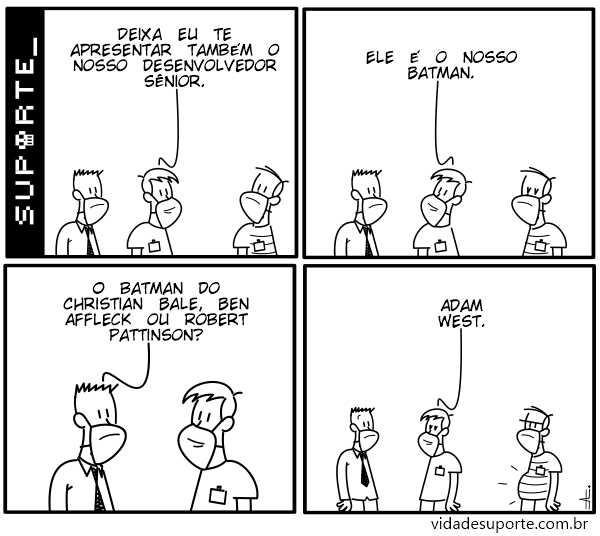 SUPORTE_
DEIXA EU TE
APRESENTAR TAMBÉM O
NOSSO DESENVOLVEDOR
SÊNIOR.
ELE É O NOSSO
BATMAN.
O BATMAN DO
CHRISTIAN BALE, BEN
AFFLECK OU ROBERT
PATTINSON?
ADAM
WEST.
vidadesuporte.com.br